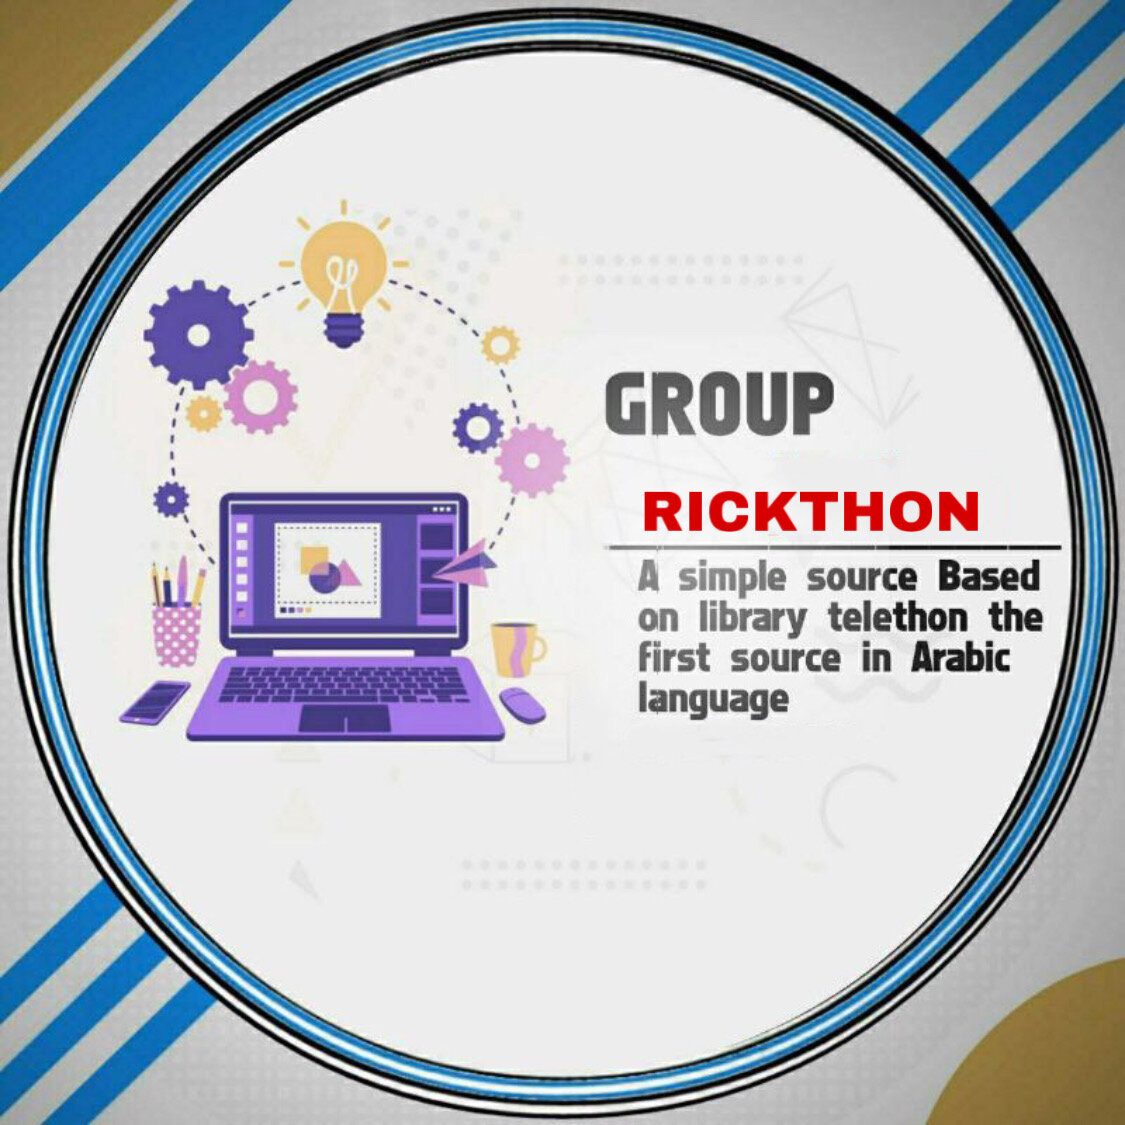 GROUP
RICKTHON
A simple source Based
on library telethon the
first source in Arabic
language